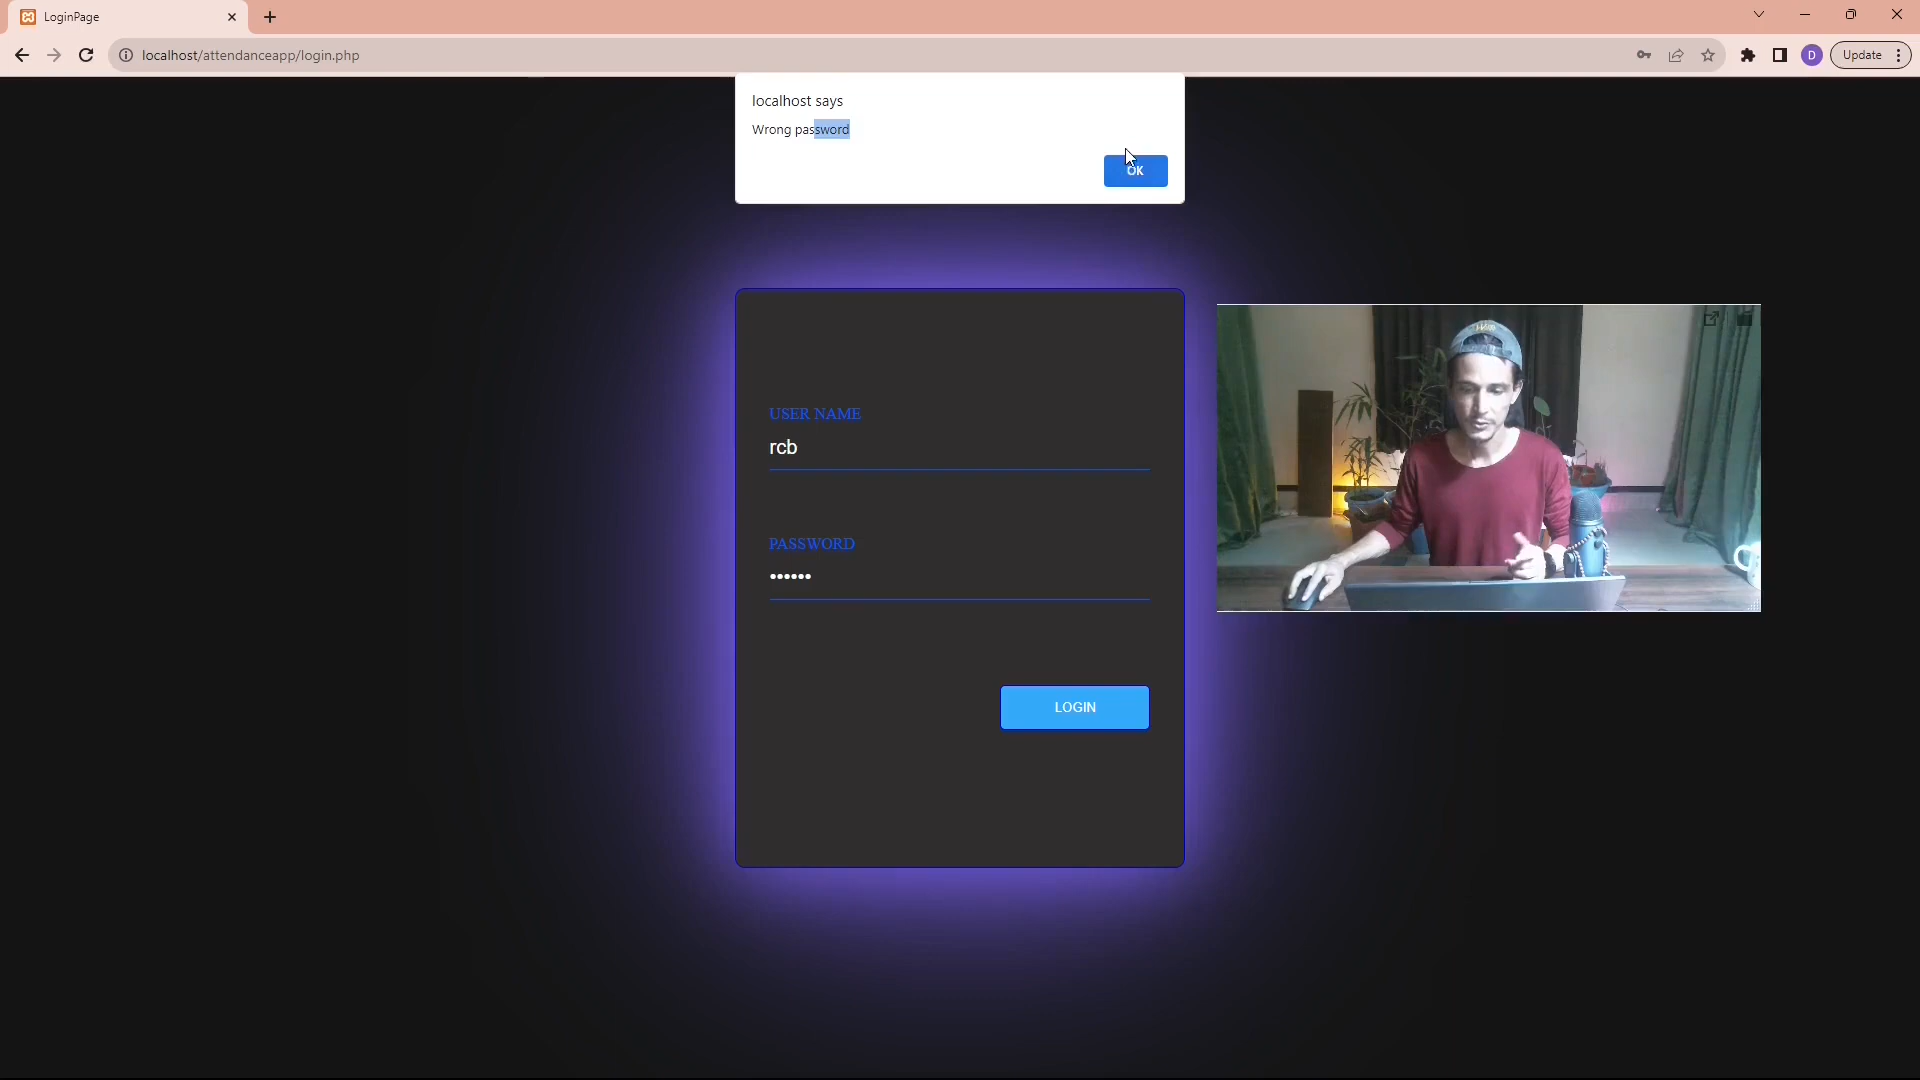 LoginPage
localhost/attendanceapp/login.php
D
Update
localhost says
Wrong password
OK
USER NAME
rcb
PASSWORD
••••••
LOGIN